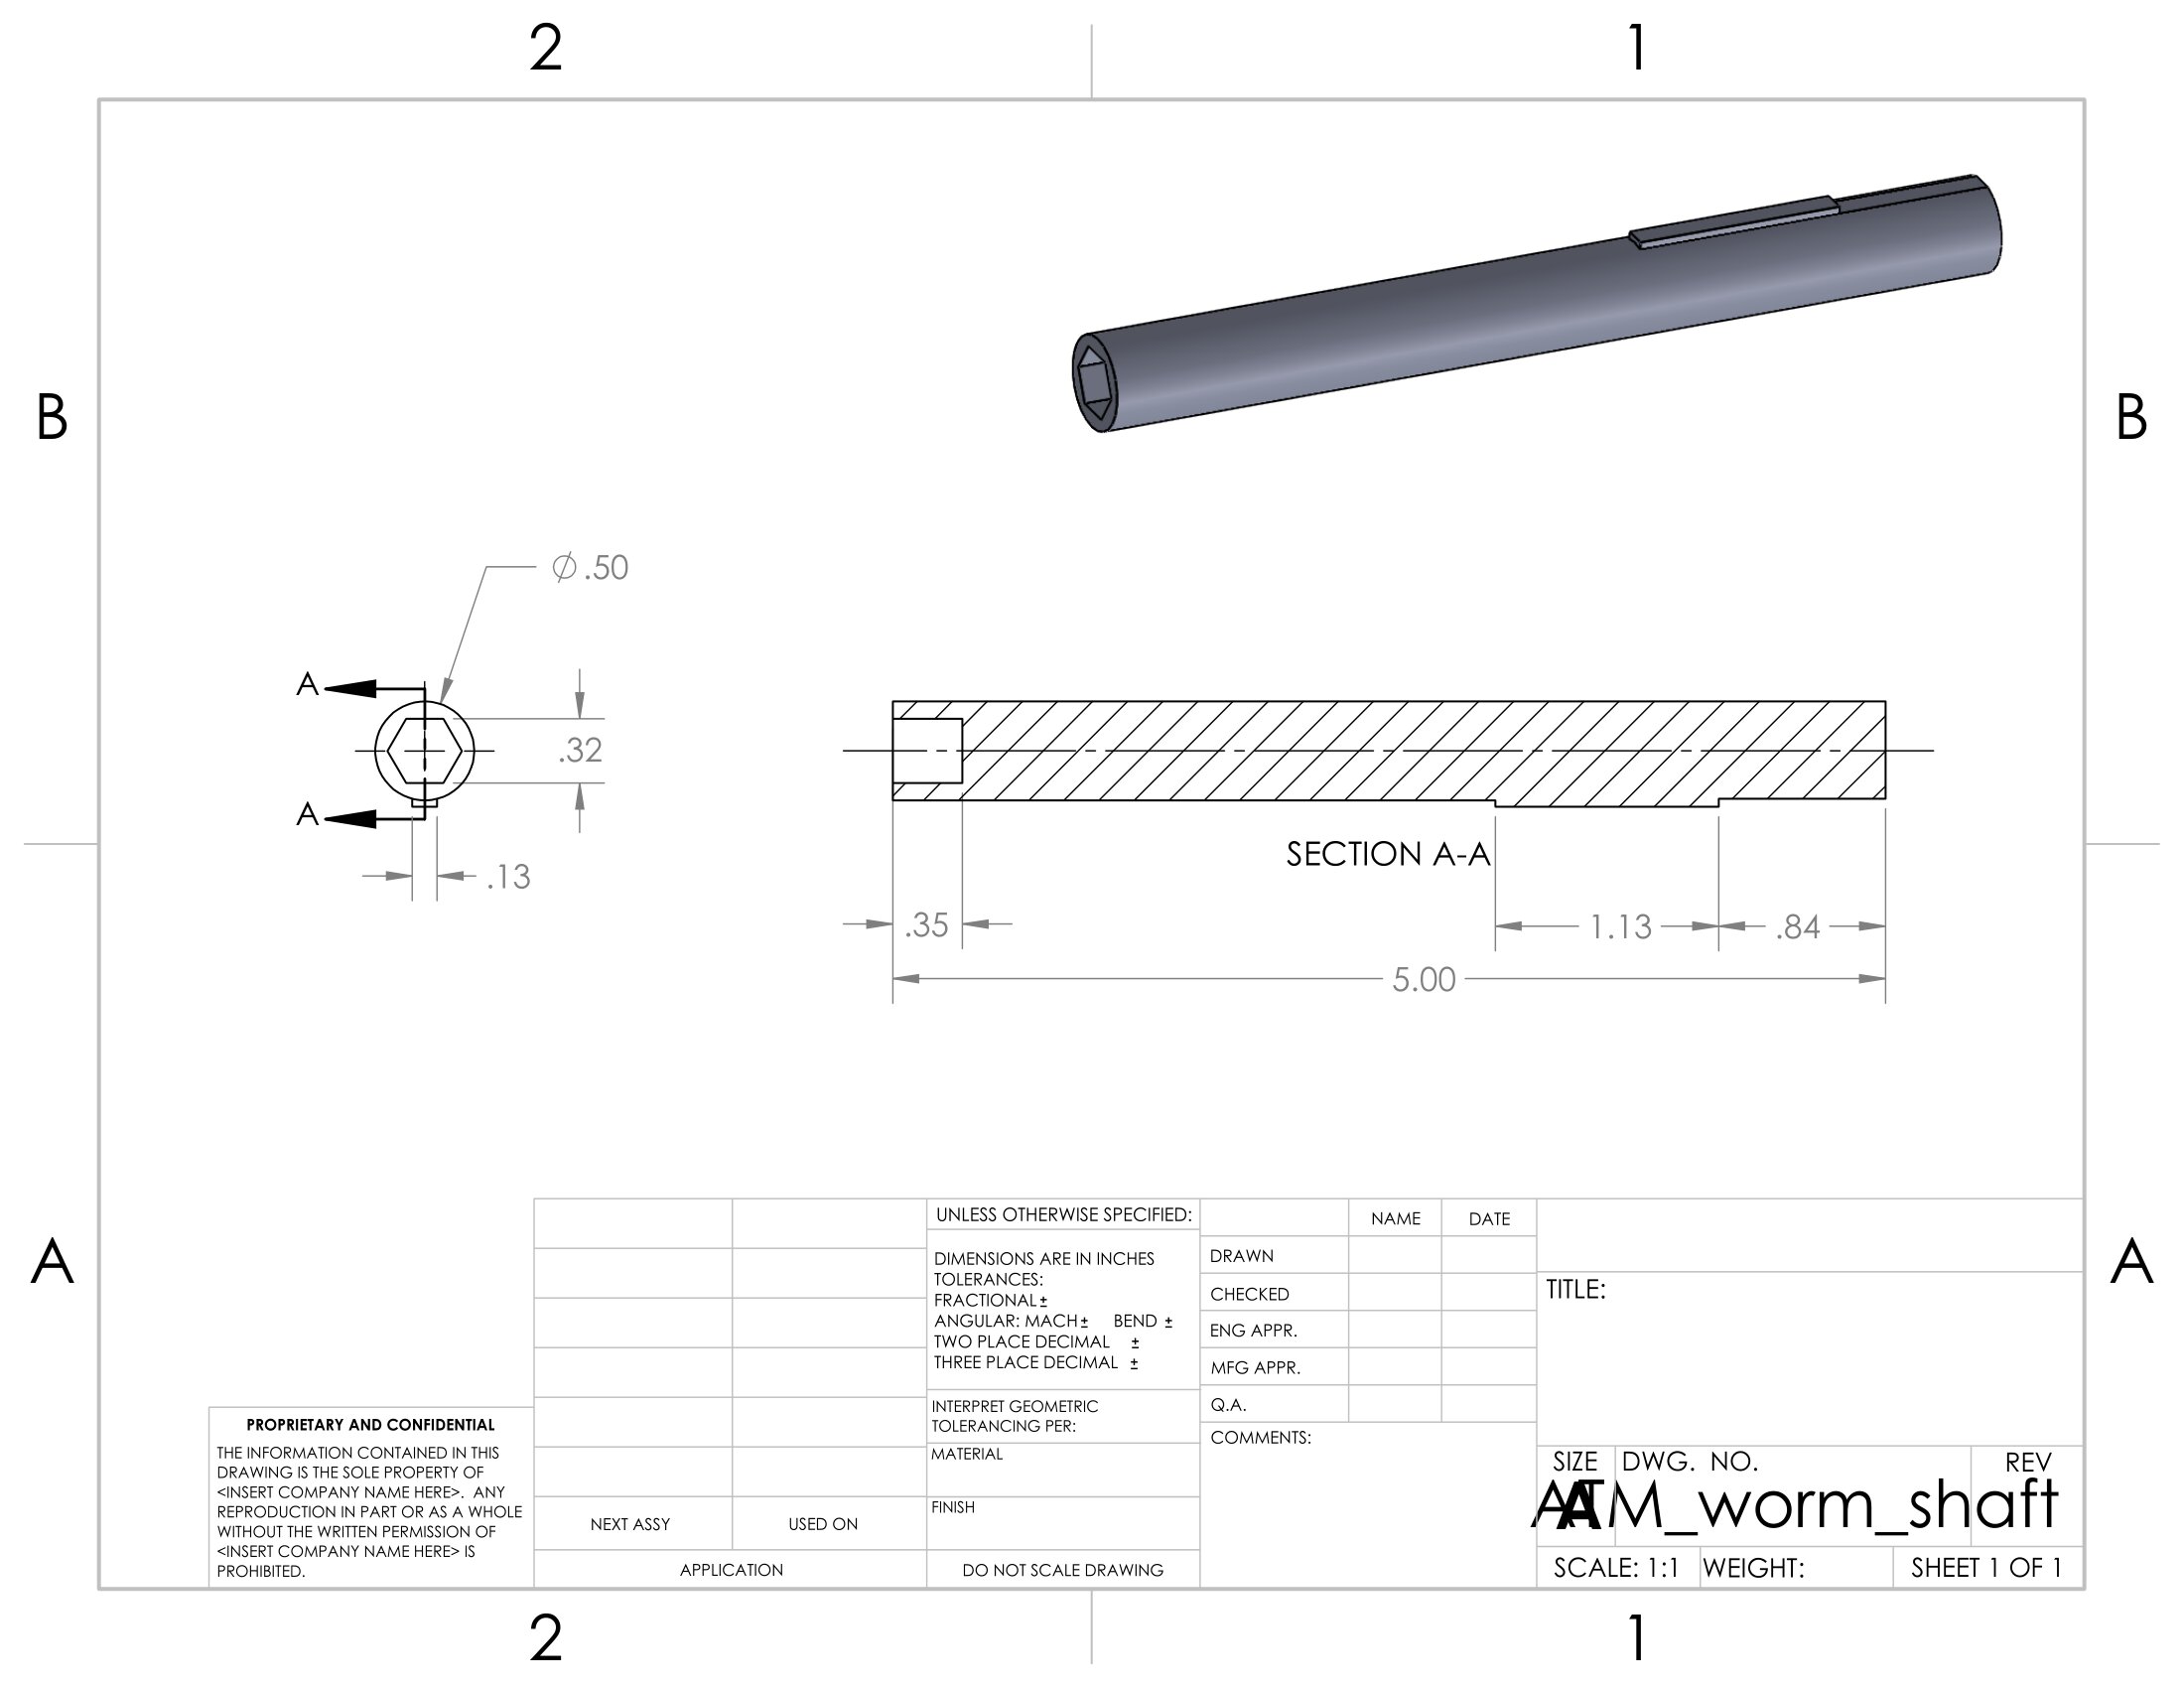 2 1
B B
Ø .50
A
.32
A
.13
SECTION A-A
.35
1.13
.84
5.00
A A
UNLESS OTHERWISE SPECIFIED:
DIMENSIONS ARE IN INCHES
TOLERANCES:
FRACTIONAL ±
ANGULAR: MACH ± BEND ±
TWO PLACE DECIMAL ±
THREE PLACE DECIMAL ±
INTERPRET GEOMETRIC
TOLERANCING PER:
MATERIAL
FINISH
DO NOT SCALE DRAWING
NAME DATE
DRAWN
CHECKED
ENG APPR.
MFG APPR.
Q.A.
COMMENTS:
TITLE:
SIZE DWG. NO. REV
A
ATM_worm_shaft
SCALE: 1:1 WEIGHT: SHEET 1 OF 1
PROPRIETARY AND CONFIDENTIAL
THE INFORMATION CONTAINED IN THIS
DRAWING IS THE SOLE PROPERTY OF
<INSERT COMPANY NAME HERE>. ANY
REPRODUCTION IN PART OR AS A WHOLE
WITHOUT THE WRITTEN PERMISSION OF
<INSERT COMPANY NAME HERE> IS
PROHIBITED.
NEXT ASSY USED ON
APPLICATION
2 1